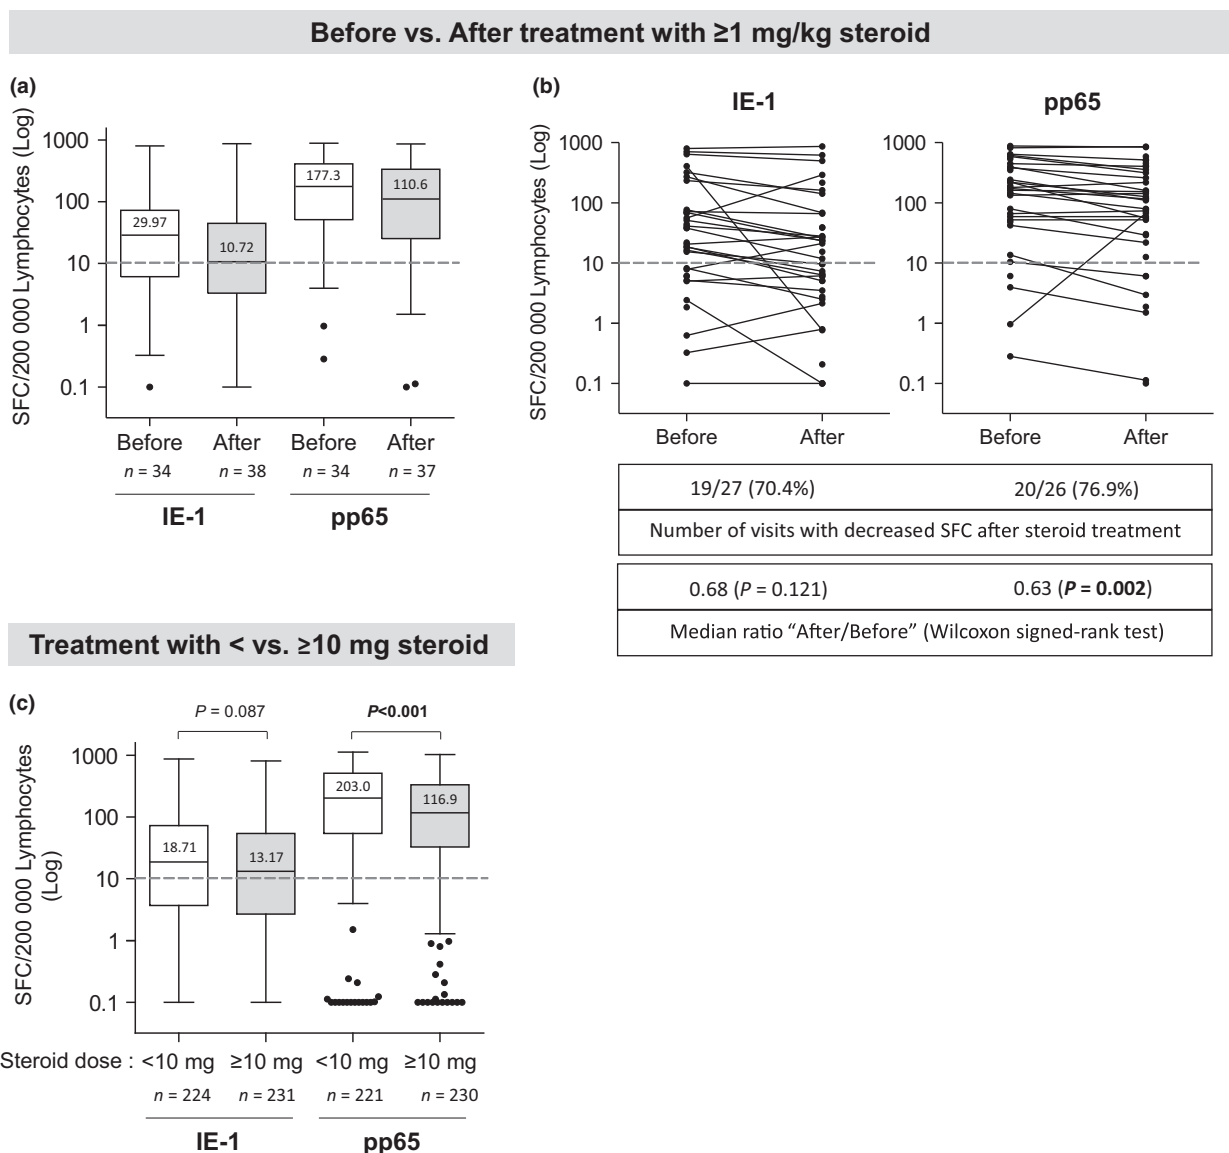 Before vs. After treatment with ≥1 mg/kg steroid
(a)
SFC/200 000 Lymphocytes (Log)
1000
100
10
1
0.1
29.97
10.72
177.3
110.6
Before
After
Before
After
n = 34
n = 38
n = 34
n = 37
IE-1
pp65
(b)
IE-1
pp65
SFC/200 000 Lymphocytes (Log)
1000
100
10
1
0.1
1000
100
10
1
0.1
Before
After
Before
After
19/27 (70.4%)
20/26 (76.9%)
Number of visits with decreased SFC after steroid treatment
0.68 (P = 0.121)
0.63 (P = 0.002)
Median ratio “After/Before” (Wilcoxon signed-rank test)
Treatment with < vs. ≥10 mg steroid
(c)
P = 0.087
P<0.001
SFC/200 000 Lymphocytes
(Log)
1000
100
10
1
0.1
18.71
13.17
203.0
116.9
Steroid dose : <10 mg ≥10 mg <10 mg ≥10 mg
n = 224
n = 231
n = 221
n = 230
IE-1
pp65